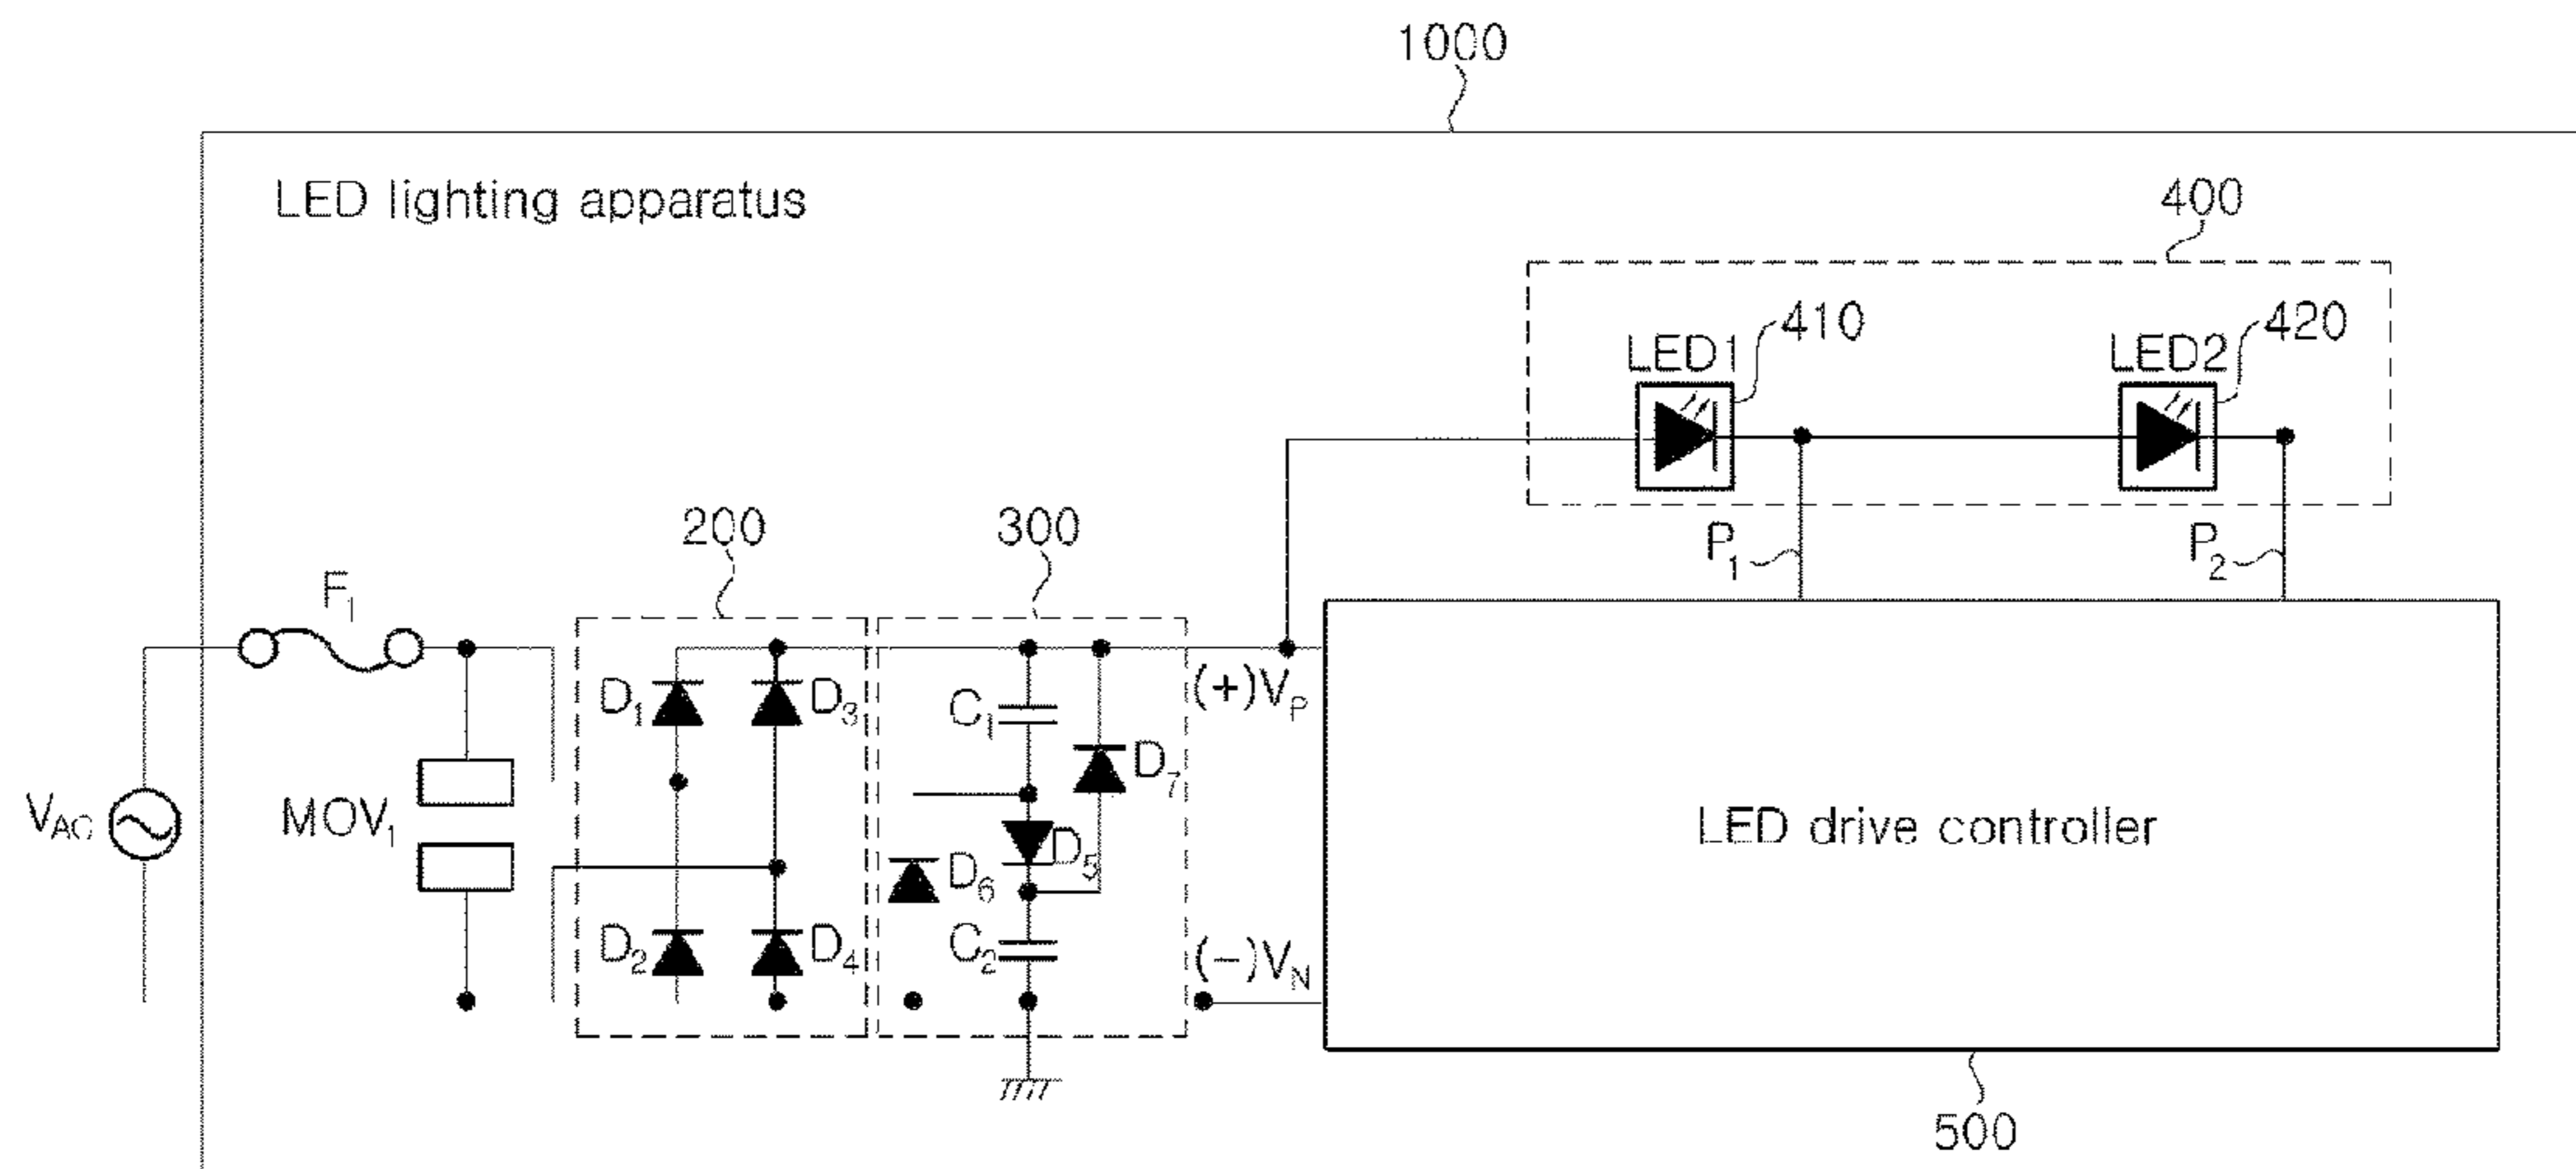 1000
LED lighting apparatus
400
410
420
LED1
LED2
200
300
P1
P2
F1
D1
D3
C1
(+)VP
D7
VAC
MOV1
LED drive controller
D5
D6
D2
D4
C2
(−)VN
500